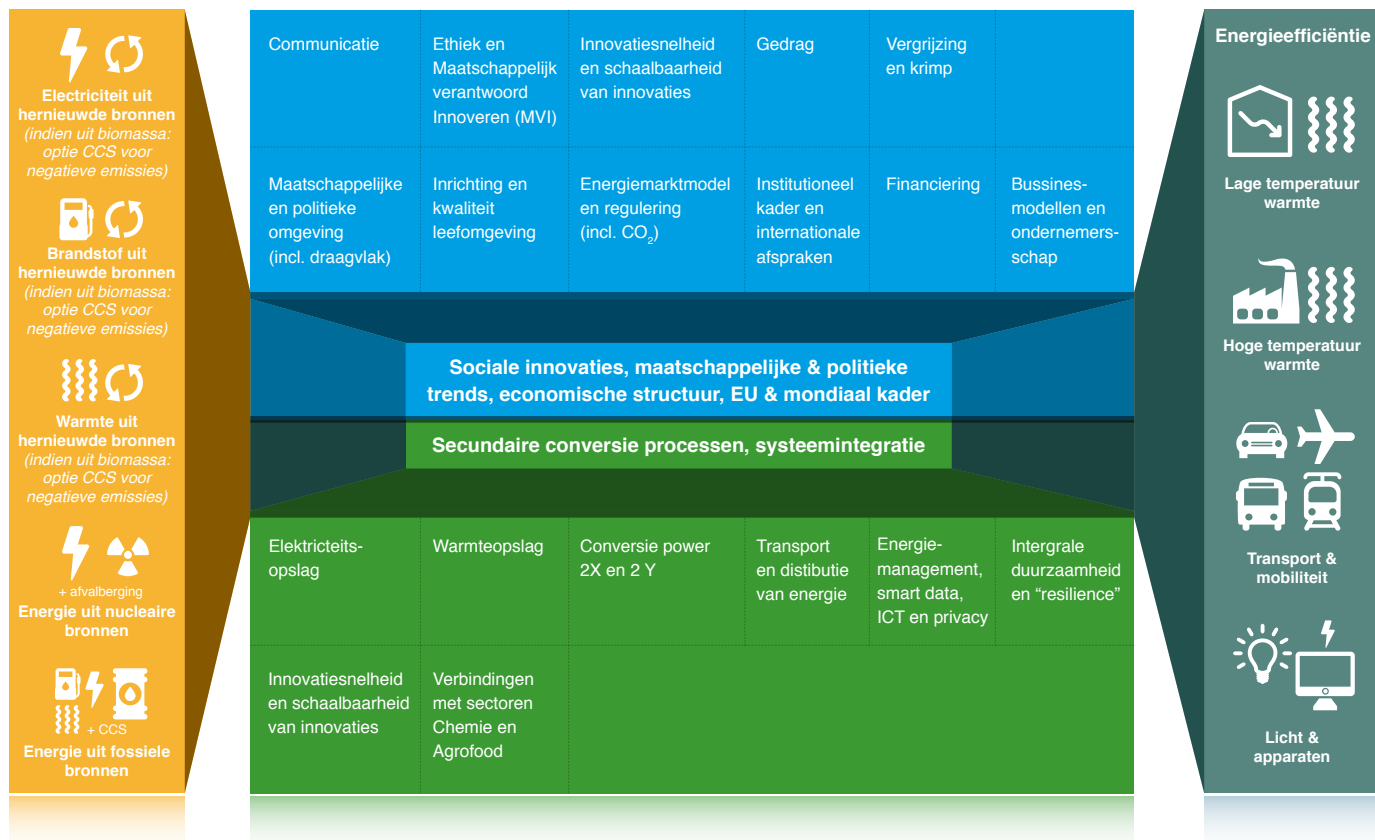 Electriciteit uit
hernieuwde bronnen
(indien uit biomassa:
optie CCS voor
negatieve emissies)
Brandstof uit
hernieuwde bronnen
(indien uit biomassa:
optie CCS voor
negatieve emissies)
Warmte uit
hernieuwde bronnen
(indien uit biomassa:
optie CCS voor
negatieve emissies)
+ afvalberging
Energie uit nucleaire
bronnen
+ CCS
Energie uit fossiele
bronnen
Communicatie
Ethiek en
Maatschappelijk
verantwoord
Innoveren (MVI)
Innovatiesnelheid
en schaalbaarheid
van innovaties
Gedrag
Vergrijzing
en krimp
Maatschappelijke
en politieke
omgeving
(incl. draagvlak)
Inrichting en
kwaliteit
leefomgeving
Energiemarktmodel
en regulering
(incl. CO₂)
Institutioneel
kader en
internationale
afspraken
Financiering
Bussines-
modellen en
ondernemers-
schap
Sociale innovaties, maatschappelijke & politieke
trends, economische structuur, EU & mondiaal kader
Secundaire conversie processen, systeemintegratie
Elektricteits-
opslag
Warmteopslag
Conversie power
2X en 2 Y
Transport
en distibutie
van energie
Energie-
management,
smart data,
ICT en privacy
Intergrale
duurzaamheid
en “resilience”
Innovatiesnelheid
en schaalbaarheid
van innovaties
Verbindingen
met sectoren
Chemie en
Agrofood
Energieefficiëntie
Lage temperatuur
warmte
Hoge temperatuur
warmte
Transport &
mobiliteit
Licht &
apparaten